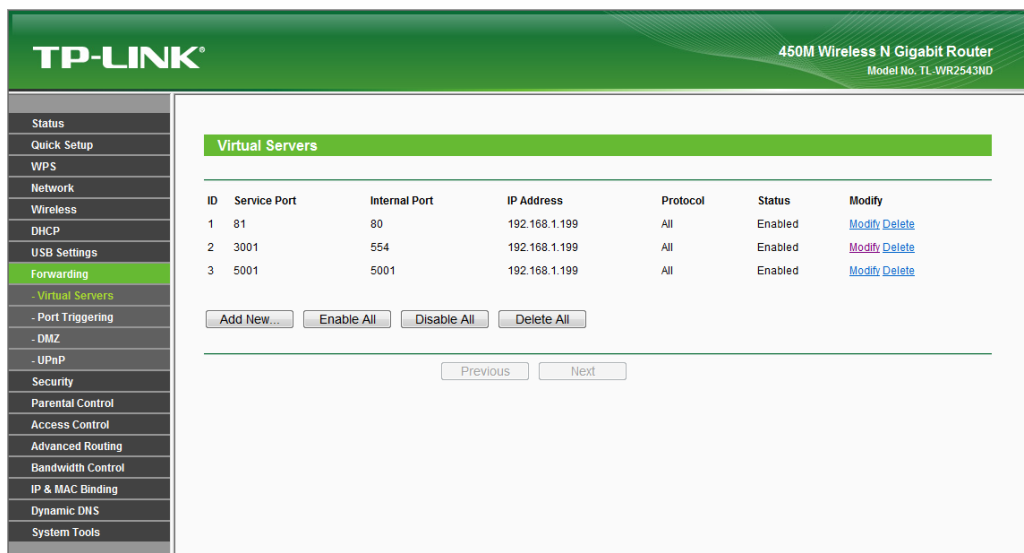 TP-LINK®
450M Wireless N Gigabit Router
Model No. TL-WR2543ND
Status
Quick Setup
WPS
Network
Wireless
DHCP
USB Settings
Forwarding
- Virtual Servers
- Port Triggering
- DMZ
- UPnP
Security
Parental Control
Access Control
Advanced Routing
Bandwidth Control
IP & MAC Binding
Dynamic DNS
System Tools
Virtual Servers
ID Service Port Internal Port IP Address Protocol Status Modify
1 81 80 192.168.1.199 All Enabled Modify Delete
2 3001 554 192.168.1.199 All Enabled Modify Delete
3 5001 5001 192.168.1.199 All Enabled Modify Delete
Add New... Enable All Disable All Delete All
Previous Next